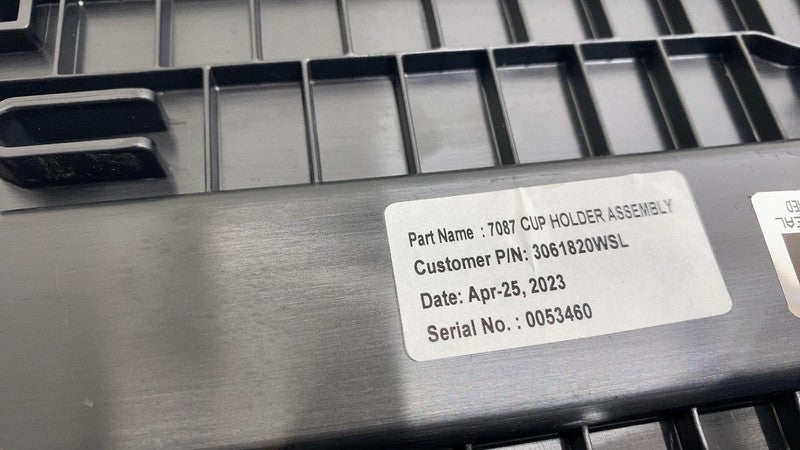 Part Name : 7087 CUP HOLDER ASSEMBLY
Customer P/N: 3061820WSL
Date: Apr-25, 2023
Serial No. : 0053460